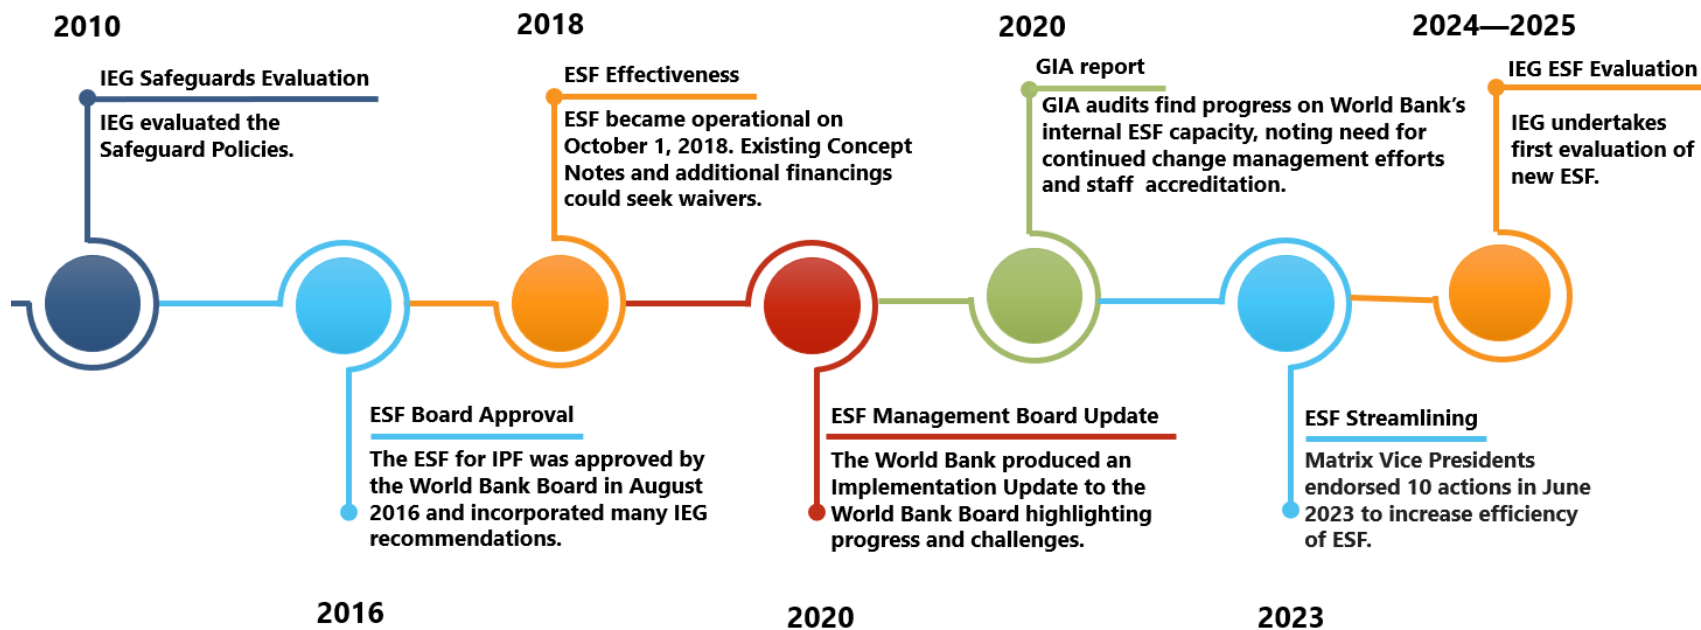 2010
IEG Safeguards Evaluation
IEG evaluated the
Safeguard Policies.
ESF Board Approval
The ESF for IPF was approved by
the World Bank Board in August
2016 and incorporated many IEG
recommendations.
2016
2018
ESF Effectiveness
ESF became operational on
October 1, 2018. Existing Concept
Notes and additional financings
could seek waivers.
ESF Management Board Update
The World Bank produced an
Implementation Update to the
World Bank Board highlighting
progress and challenges.
2020
2020
GIA report
GIA audits find progress on World Bank’s
internal ESF capacity, noting need for
continued change management efforts
and staff accreditation.
ESF Streamlining
Matrix Vice Presidents
endorsed 10 actions in June
2023 to increase efficiency
of ESF.
2023
2024—2025
IEG ESF Evaluation
IEG undertakes
first evaluation of
new ESF.